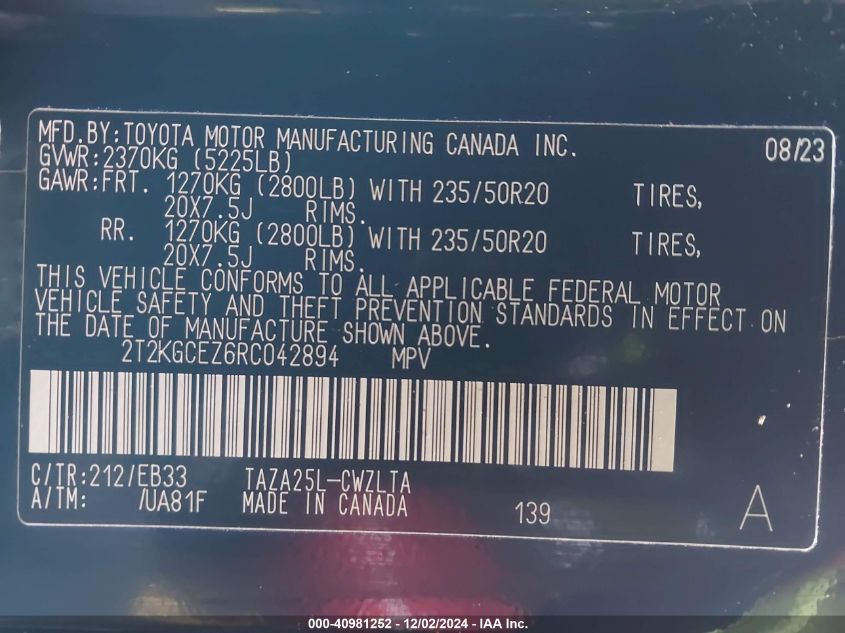 MFD.BY:TOYOTA MOTOR MANUFACTURING CANADA INC. 08/23
GVWR:2370KG (5225LB)
GAWR:FRT. 1270KG (2800LB) WITH 235/50R20 TIRES,
20X7.5J RIMS.
RR. 1270KG (2800LB) WITH 235/50R20 TIRES,
20X7.5J RIMS.
THIS VEHICLE CONFORMS TO ALL APPLICABLE FEDERAL MOTOR
VEHICLE SAFETY AND THEFT PREVENTION STANDARDS IN EFFECT ON
THE DATE OF MANUFACTURE SHOWN ABOVE.
2T2KGCEZ6RC042894 MPV
C/TR:212/EB33 TAZA25L-CWZLTA
A/TM: /UA81F MADE IN CANADA 139 A
000-40981252 - 12/02/2024 - IAA Inc.